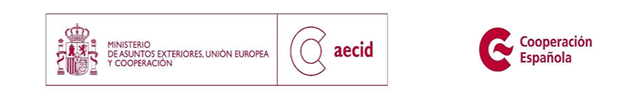 MINISTERIO
DE ASUNTOS EXTERIORES, UNIÓN EUROPEA
Y COOPERACIÓN
aecid
Cooperación
Española